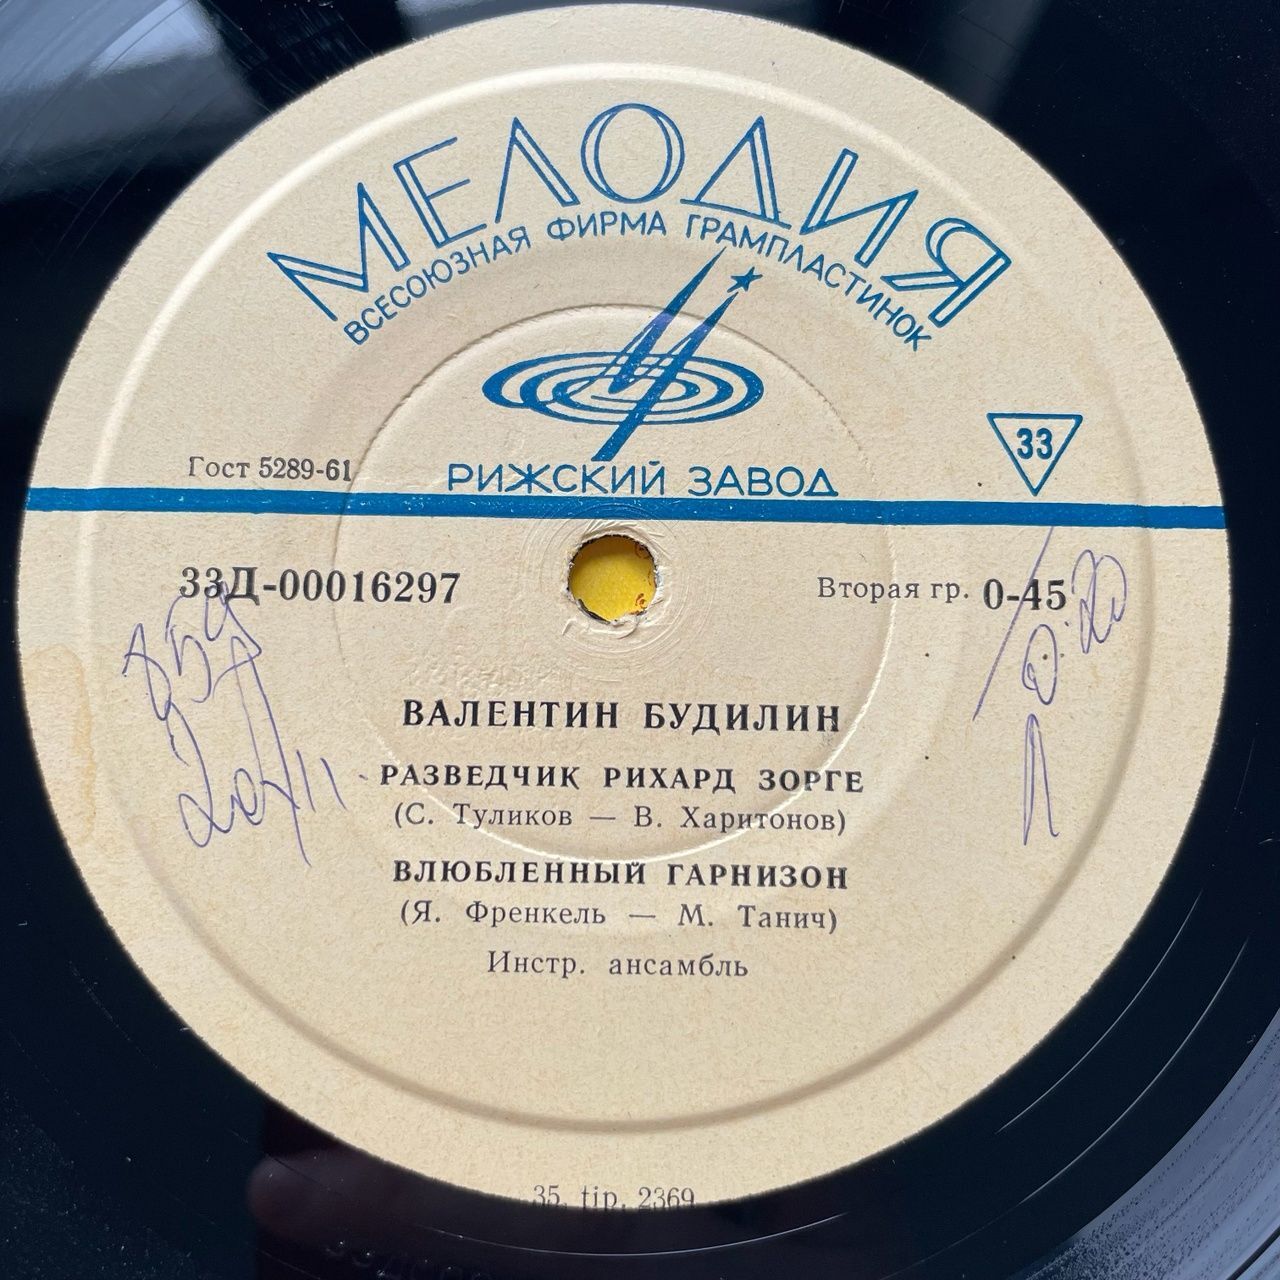 МЕЛОДИЯ
ВСЕСОЮЗНАЯ ФИРМА ГРАМПЛАСТИНОК
33
Гост 5289-61
РИЖСКИЙ ЗАВОД
33Д-00016297
Вторая гр. 0-45
ВАЛЕНТИН БУДИЛИН
РАЗВЕДЧИК РИХАРД ЗОРГЕ
(С. Туликов — В. Харитонов)
ВЛЮБЛЕННЫЙ ГАРНИЗОН
(Я. Френкель — М. Танич)
Инстр. ансамбль
35. tip. 2369